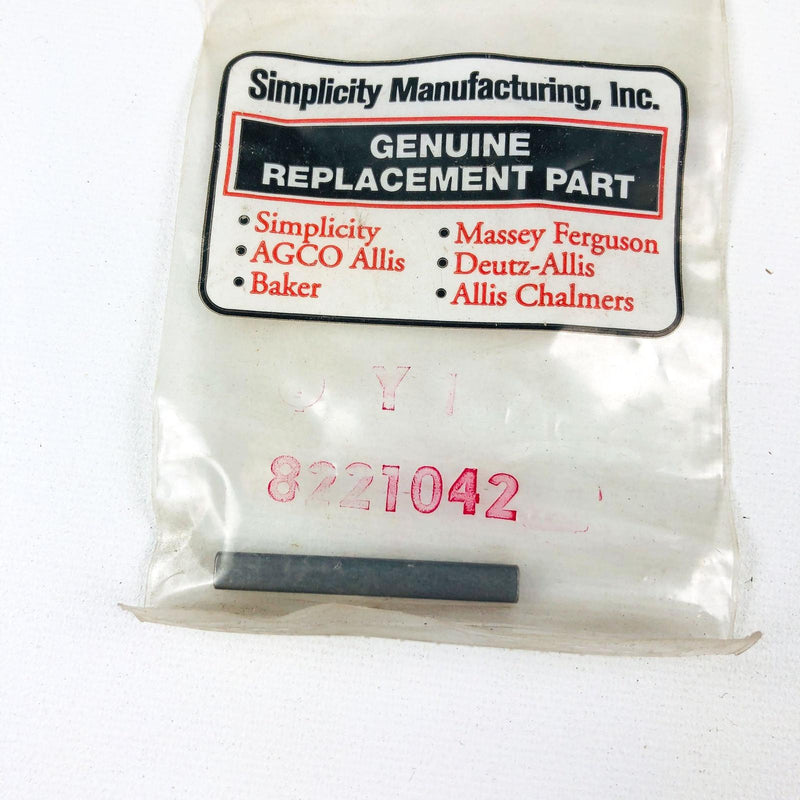 Simplicity Manufacturing, Inc.
GENUINE
REPLACEMENT PART
• Simplicity
• AGCO Allis
• Baker
• Massey Ferguson
• Deutz-Allis
• Allis Chalmers
8221042